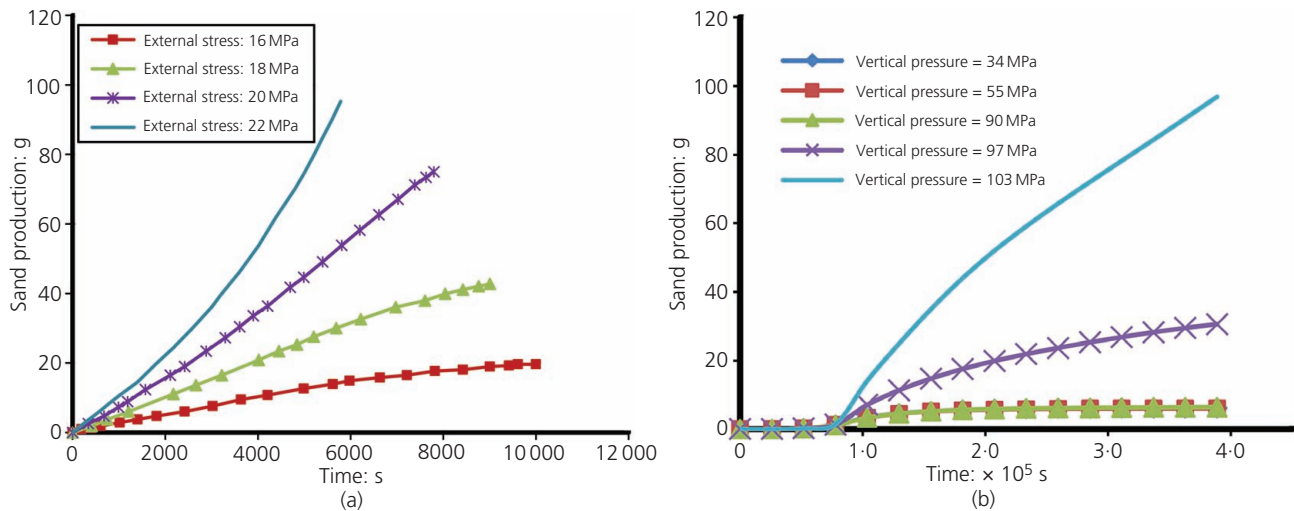 120
100
80
60
40
20
0
Sand production: g
External stress: 16 MPa
External stress: 18 MPa
External stress: 20 MPa
External stress: 22 MPa
0 2000 4000 6000 8000 10 000 12 000
Time: s
(a)
120
100
80
60
40
20
0
Sand production: g
Vertical pressure = 34 MPa
Vertical pressure = 55 MPa
Vertical pressure = 90 MPa
Vertical pressure = 97 MPa
Vertical pressure = 103 MPa
0 1·0 2·0 3·0 4·0
Time: × 10⁵ s
(b)